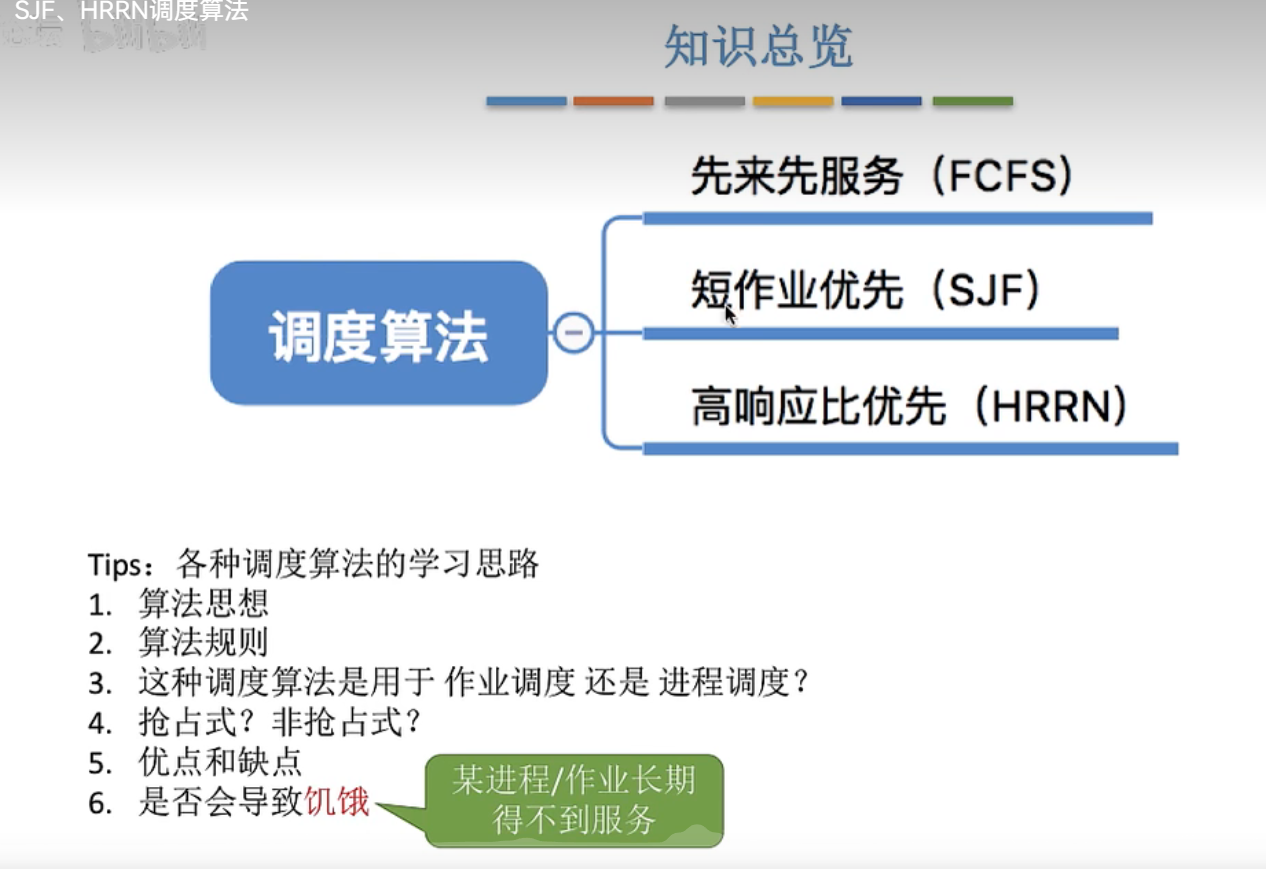 SJF、HRRN调度算法
知识总览
先来先服务（FCFS）
短作业优先（SJF）
调度算法
高响应比优先（HRRN）
Tips：各种调度算法的学习思路
1. 算法思想
2. 算法规则
3. 这种调度算法是用于 作业调度 还是 进程调度？
4. 抢占式？非抢占式？
5. 优点和缺点
6. 是否会导致饥饿
某进程/作业长期
得不到服务